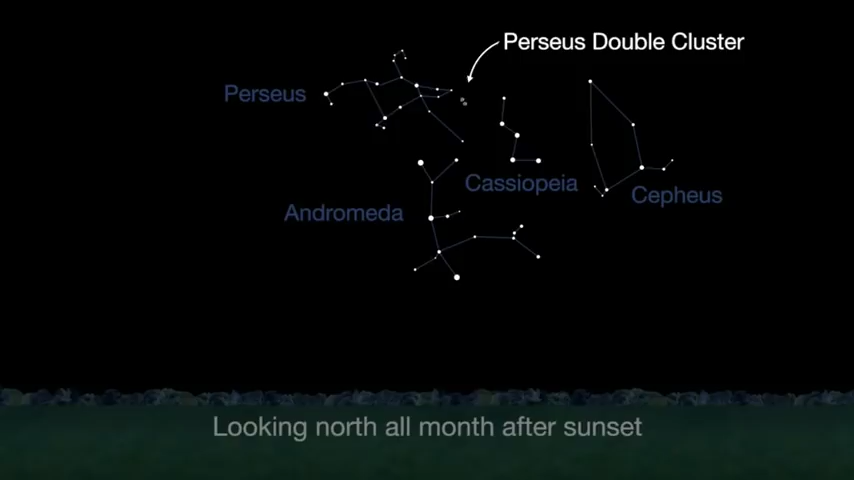 Perseus Double Cluster
Perseus
Cassiopeia
Cepheus
Andromeda
Looking north all month after sunset